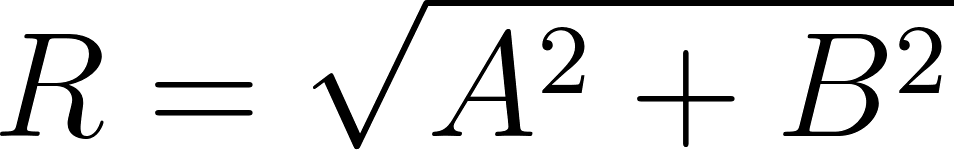 R = √A² + B²